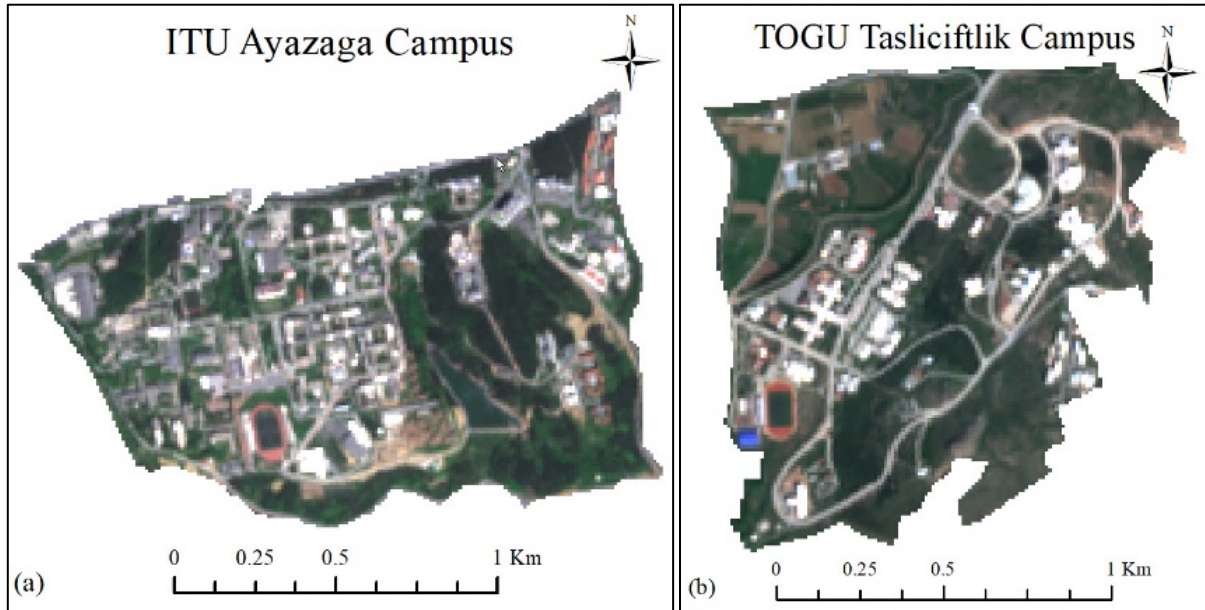 ITU Ayazaga Campus
N
0 0.25 0.5 1 Km
(a)
TOGU Tasliciftlik Campus
N
0 0.25 0.5 1 Km
(b)